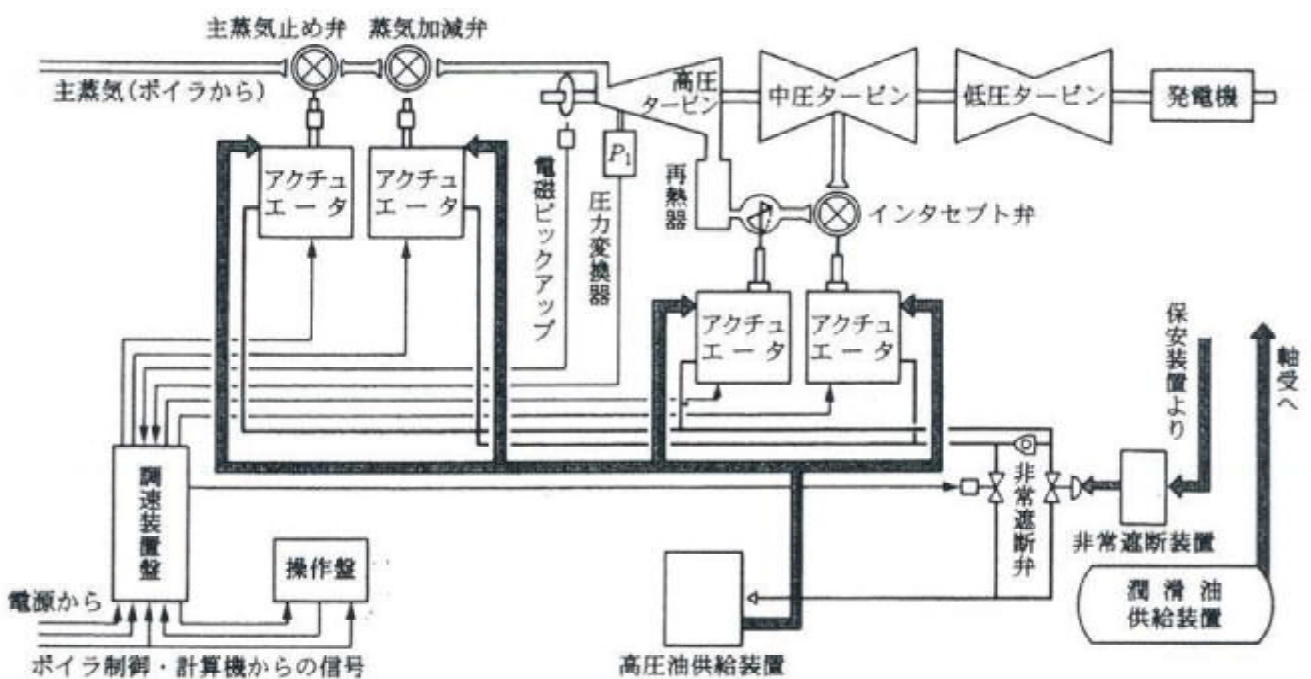 主蒸気止め弁 蒸気加減弁
主蒸気(ボイラから)
高圧
タービン
中圧タービン
低圧タービン
発電機
アクチュ
エータ
アクチュ
エータ
電磁ピックアップ
P1
圧力変換器
再熱器
インタセプト弁
アクチュ
エータ
アクチュ
エータ
保安装置より
軸受へ
調速装置盤
操作盤
非常遮断弁
非常遮断装置
電源から
ボイラ制御・計算機からの信号
高圧油供給装置
潤滑油
供給装置